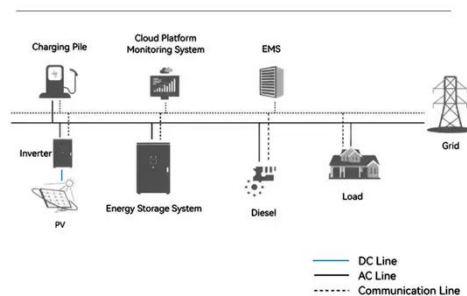 Charging Pile
Cloud Platform
Monitoring System
EMS
Grid
Inverter
PV
Energy Storage System
Diesel
Load
DC Line
AC Line
Communication Line